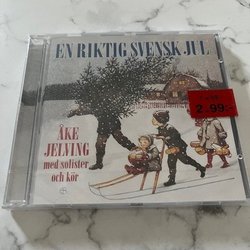 EN RIKTIG SVENSK JUL
2 99:-
ÅKE
JELVING
med solister
och kör